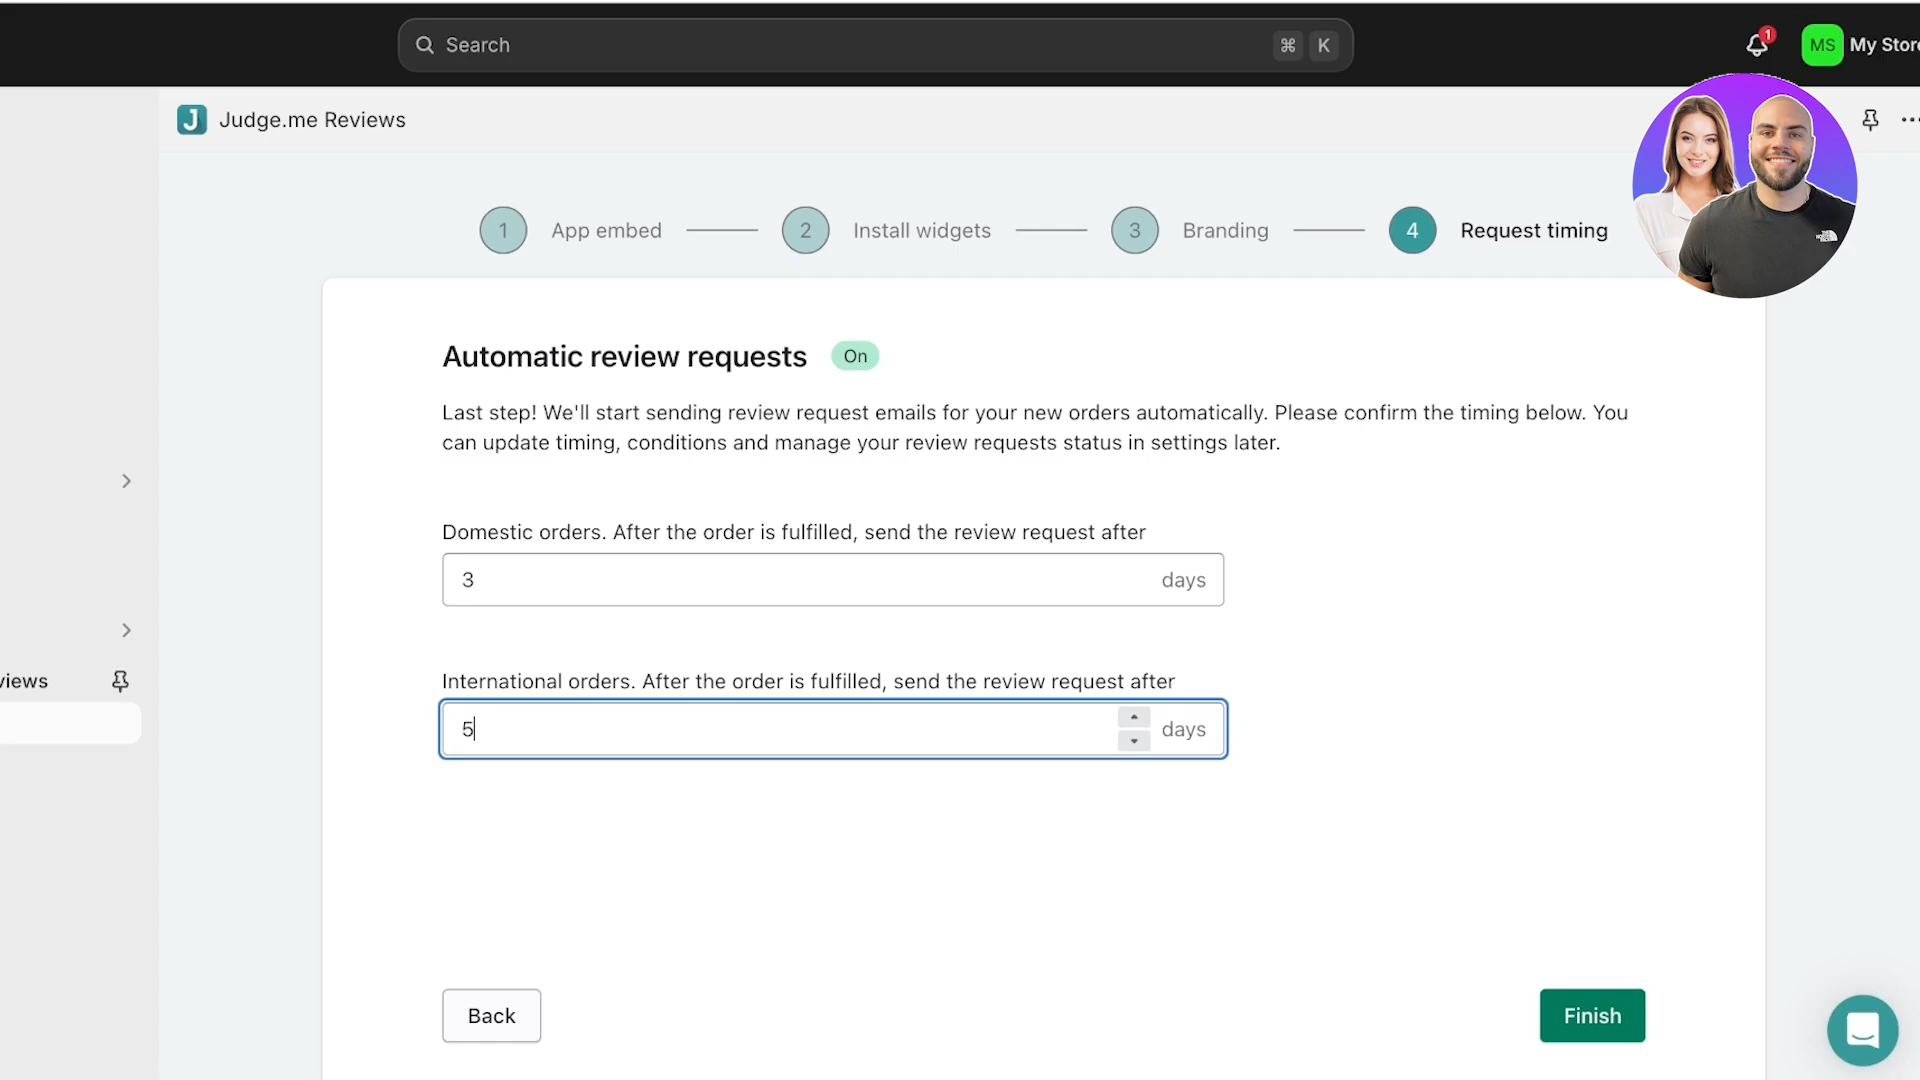 Search
⌘ K
1
MS
My Store
J
Judge.me Reviews
1 App embed
2 Install widgets
3 Branding
4 Request timing
Automatic review requests On
Last step! We'll start sending review request emails for your new orders automatically. Please confirm the timing below. You
can update timing, conditions and manage your review requests status in settings later.
Domestic orders. After the order is fulfilled, send the review request after
3 days
views
International orders. After the order is fulfilled, send the review request after
5 days
Back
Finish